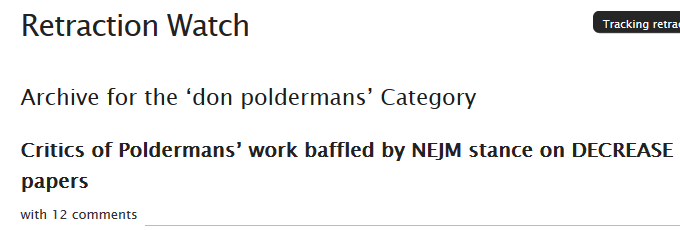 Retraction Watch
Tracking retrac
Archive for the ‘don poldermans’ Category
Critics of Poldermans’ work baffled by NEJM stance on DECREASE
papers
with 12 comments